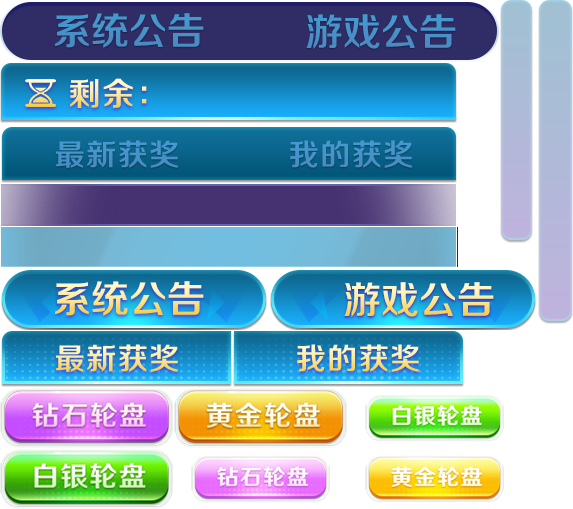 系统公告 游戏公告
剩余：
最新获奖 我的获奖
系统公告 游戏公告
最新获奖 我的获奖
钻石轮盘 黄金轮盘 白银轮盘
白银轮盘 钻石轮盘 黄金轮盘